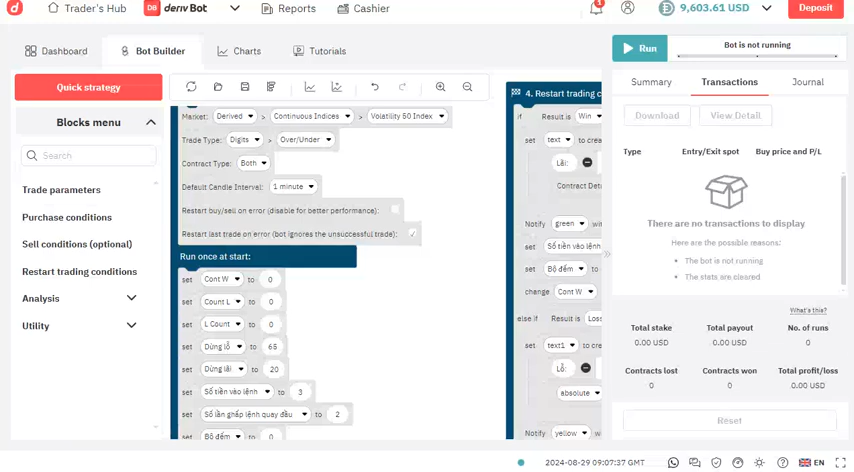 Trader's Hub
DB
deriv Bot
Reports
Cashier
9,603.61 USD
Deposit
Dashboard
Bot Builder
Charts
Tutorials
Run
Bot is not running
Quick strategy
Blocks menu
Search
Trade parameters
Purchase conditions
Sell conditions (optional)
Restart trading conditions
Analysis
Utility
Market: Derived > Continuous Indices > Volatility 50 Index
Trade Type: Digits > Over/Under
Contract Type: Both
Default Candle Interval: 1 minute
Restart buy/sell on error (disable for better performance):
Restart last trade on error (bot ignores the unsuccessful trade): ✓
Run once at start:
set Cont W to 0
set Count L to 0
set L Count to 0
set Dừng lỗ to 65
set Dừng lãi to 20
set Số tiền vào lệnh to 3
set Số lần ghấp lệnh quay đầu to 2
set Bộ đếm to 0
4. Restart trading c
if Result is Win
set text to crea
Lãi:
Contract Deta
Notify green wi
set Số tiền vào lệnh
set Bộ đếm to
change Cont W
else if Result is Loss
set text1 to cre
Lỗ:
absolute
Notify yellow wi
Summary
Transactions
Journal
Download
View Detail
Type
Entry/Exit spot
Buy price and P/L
There are no transactions to display
Here are the possible reasons:
• The bot is not running
• The stats are cleared
What's this?
Total stake
Total payout
No. of runs
0.00 USD
0.00 USD
0
Contracts lost
Contracts won
Total profit/loss
0
0
0.00 USD
Reset
2024-08-29 09:07:37 GMT
EN